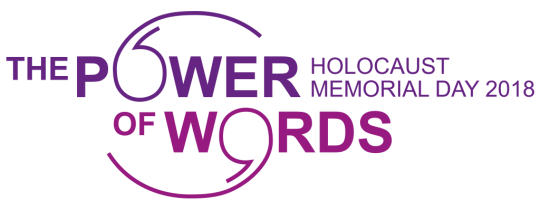 THE POWER
OF WORDS
HOLOCAUST
MEMORIAL DAY 2018